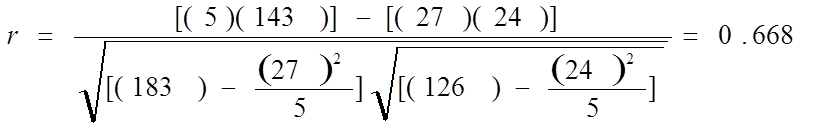 r = [( 5 )( 143 )] − [( 27 )( 24 )] / √[( 183 ) − (27 )² / 5 ] √[( 126 ) − (24 )² / 5 ] = 0 .668